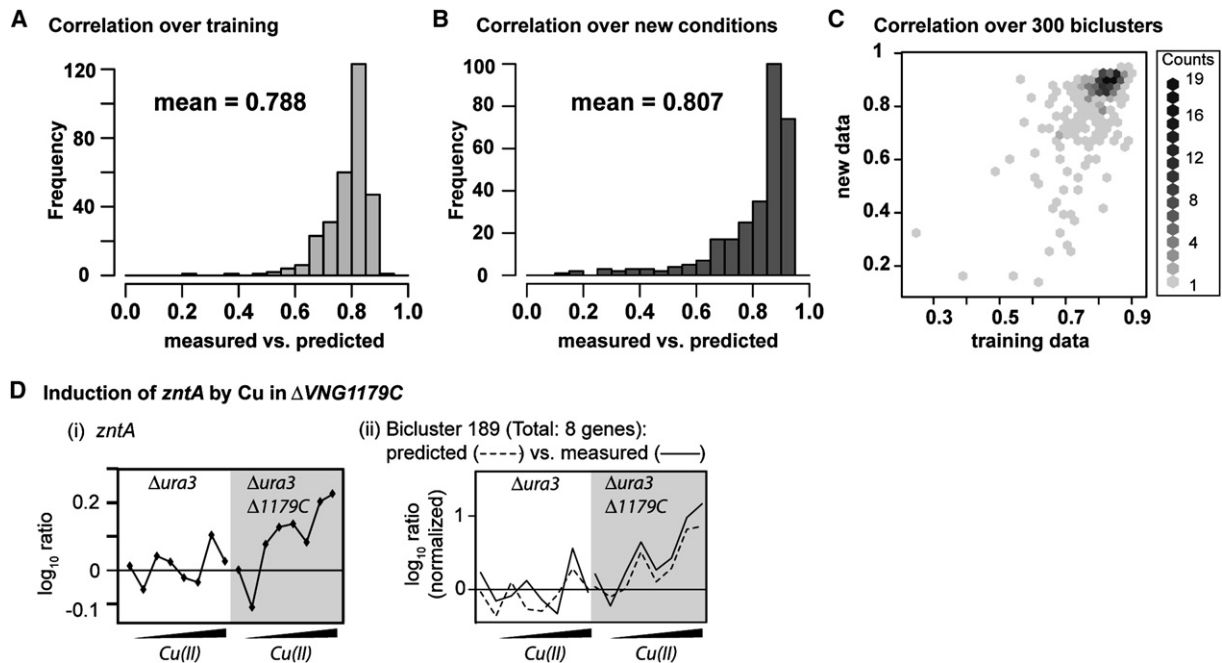 A Correlation over training
mean = 0.788
Frequency
120
80
40
0
0.0 0.2 0.4 0.6 0.8 1.0
measured vs. predicted
B Correlation over new conditions
mean = 0.807
Frequency
100
80
60
40
20
0
0.0 0.2 0.4 0.6 0.8 1.0
measured vs. predicted
C Correlation over 300 biclusters
new data
1
0.8
0.6
0.4
0.2
0.3 0.5 0.7 0.9
training data
Counts
19
16
12
8
4
1
D Induction of zntA by Cu in ΔVNG1179C
(i) zntA
log10 ratio
0.2
0
-0.1
Δura3
Δura3
Δ1179C
Cu(II) Cu(II)
(ii) Bicluster 189 (Total: 8 genes):
predicted (-----) vs. measured (——)
log10 ratio
(normalized)
1
0
Δura3
Δura3
Δ1179C
Cu(II) Cu(II)